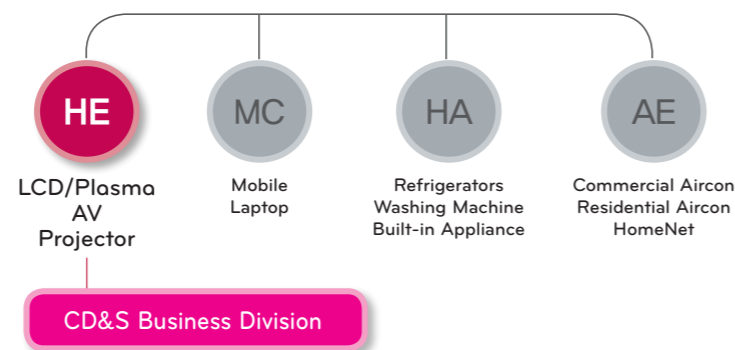 HE
LCD/Plasma
AV
Projector
MC
Mobile
Laptop
HA
Refrigerators
Washing Machine
Built-in Appliance
AE
Commercial Aircon
Residential Aircon
HomeNet
CD&S Business Division